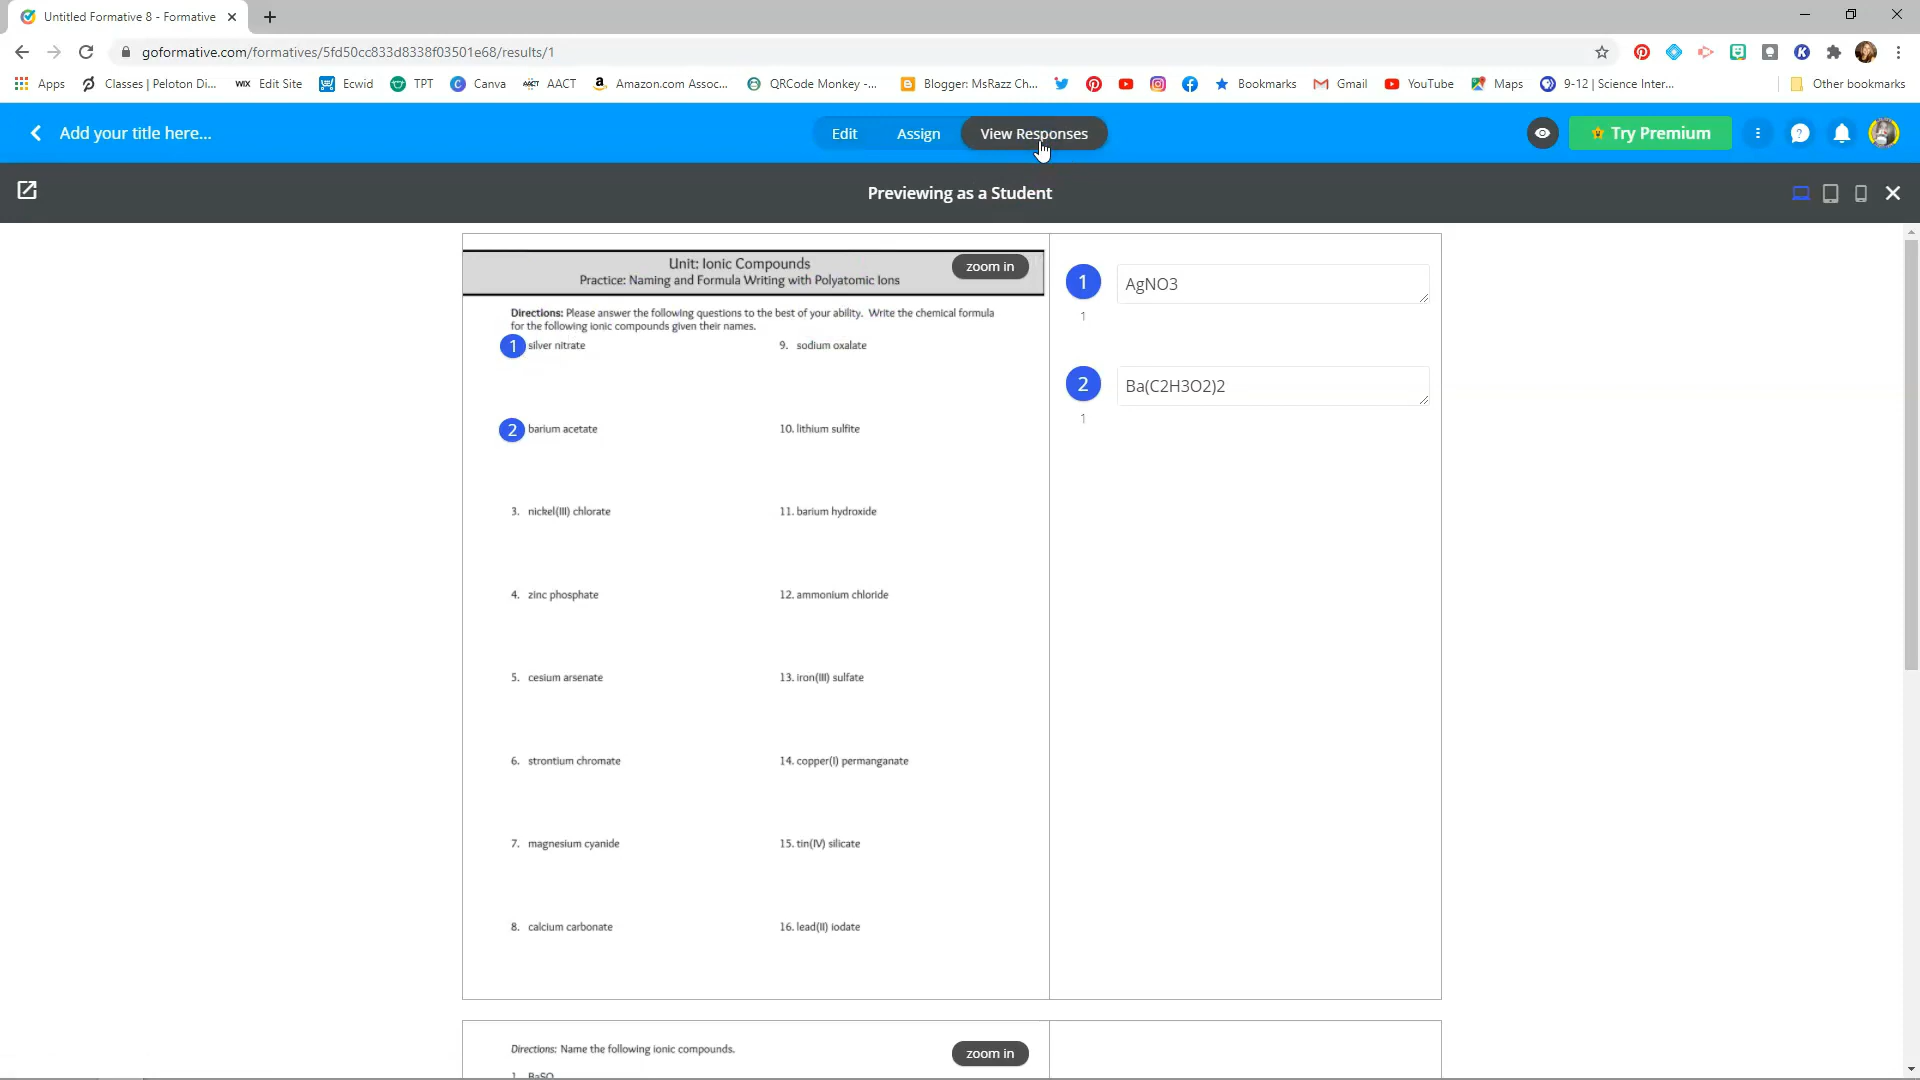 Untitled Formative 8 - Formative
goformative.com/formatives/5fd50cc833d8338f03501e68/results/1
Apps
Classes | Peloton Di...
WIX Edit Site
Ecwid
TPT
Canva
AACT AACT
Amazon.com Assoc...
QRCode Monkey -...
Blogger: MsRazz Ch...
Bookmarks
Gmail
YouTube
Maps
9-12 | Science Inter...
Other bookmarks
Add your title here...
Edit
Assign
View Responses
Try Premium
Previewing as a Student
Unit: Ionic Compounds
Practice: Naming and Formula Writing with Polyatomic Ions
zoom in
Directions: Please answer the following questions to the best of your ability. Write the chemical formula
for the following ionic compounds given their names.
1 silver nitrate
2 barium acetate
3. nickel(III) chlorate
4. zinc phosphate
5. cesium arsenate
6. strontium chromate
7. magnesium cyanide
8. calcium carbonate
9. sodium oxalate
10. lithium sulfite
11. barium hydroxide
12. ammonium chloride
13. iron(III) sulfate
14. copper(I) permanganate
15. tin(IV) silicate
16. lead(II) iodate
1 AgNO3
1
2 Ba(C2H3O2)2
1
Directions: Name the following ionic compounds.
zoom in
1. BaSO